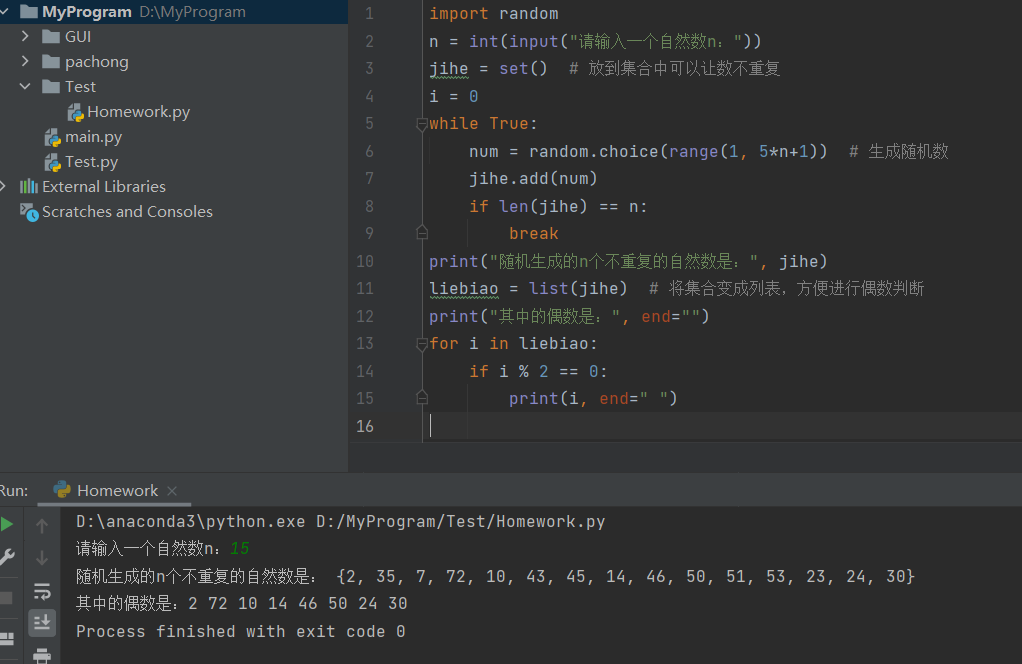 MyProgram D:\MyProgram
GUI
pachong
Test
Homework.py
main.py
Test.py
External Libraries
Scratches and Consoles
1 import random
2 n = int(input("请输入一个自然数n："))
3 jihe = set()  # 放到集合中可以让数不重复
4 i = 0
5 while True:
6     num = random.choice(range(1, 5*n+1))  # 生成随机数
7     jihe.add(num)
8     if len(jihe) == n:
9         break
10 print("随机生成的n个不重复的自然数是：", jihe)
11 liebiao = list(jihe)  # 将集合变成列表，方便进行偶数判断
12 print("其中的偶数是：", end="")
13 for i in liebiao:
14     if i % 2 == 0:
15         print(i, end=" ")
16
Run: Homework
D:\anaconda3\python.exe D:/MyProgram/Test/Homework.py
请输入一个自然数n：15
随机生成的n个不重复的自然数是： {2, 35, 7, 72, 10, 43, 45, 14, 46, 50, 51, 53, 23, 24, 30}
其中的偶数是：2 72 10 14 46 50 24 30
Process finished with exit code 0